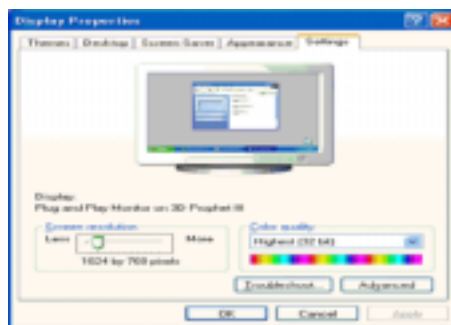 Display Properties
Themes Desktop Screen Saver Appearance Settings
Display:
Plug and Play Monitor on 3D Prophet III
Screen resolution
Less More
1024 by 768 pixels
Color quality
Highest (32 bit)
Troubleshoot... Advanced
OK Cancel Apply